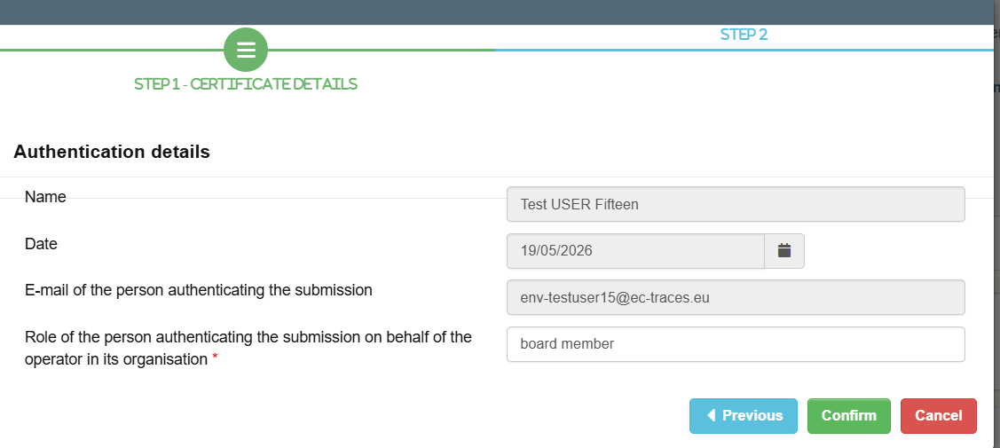 STEP 2
STEP 1 - CERTIFICATE DETAILS
Authentication details
Name
Test USER Fifteen
Date
19/05/2026
E-mail of the person authenticating the submission
env-testuser15@ec-traces.eu
Role of the person authenticating the submission on behalf of the
operator in its organisation *
board member
Previous
Confirm
Cancel